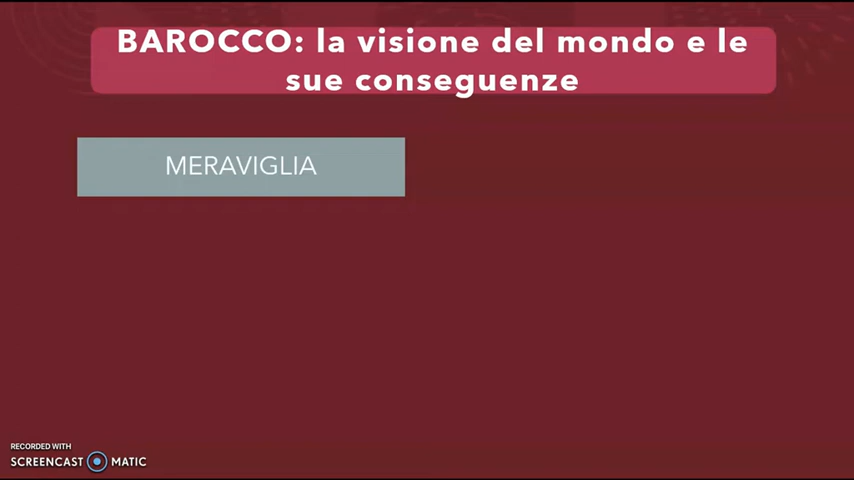 BAROCCO: la visione del mondo e le
sue conseguenze
MERAVIGLIA
RECORDED WITH
SCREENCAST MATIC